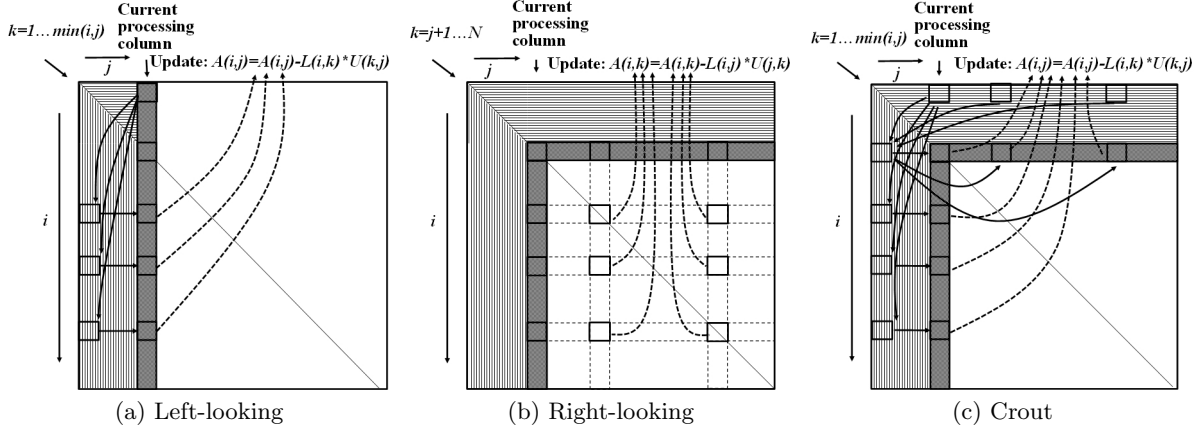 Current
processing
column
k=1…min(i,j)
j
Update: A(i,j)=A(i,j)-L(i,k)*U(k,j)
i
(a) Left-looking
Current
processing
column
k=j+1…N
j
Update: A(i,k)=A(i,k)-L(i,j)*U(j,k)
i
(b) Right-looking
Current
processing
column
k=1…min(i,j)
j
Update: A(i,j)=A(i,j)-L(i,k)*U(k,j)
i
(c) Crout